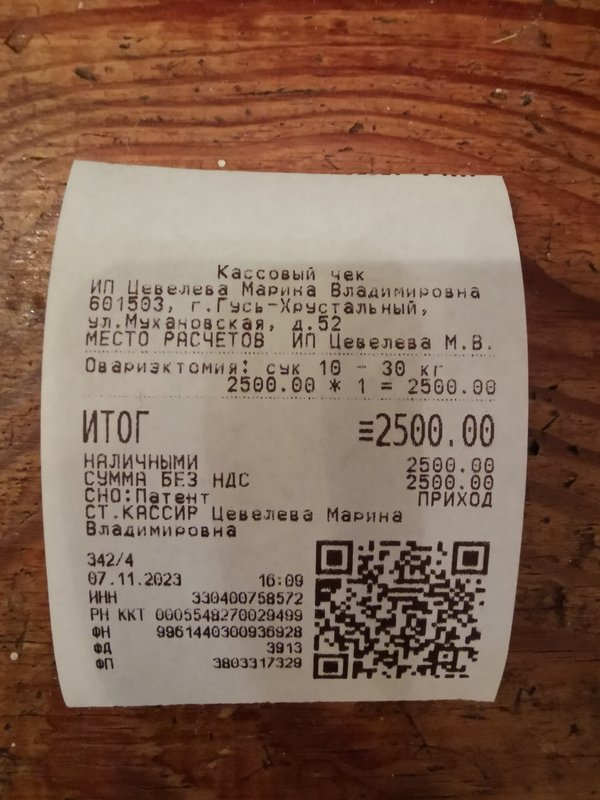 Кассовый чек
ИП Цевелева Марина Владимировна
601503, г.Гусь-Хрустальный,
ул.Мухановская, д.52
МЕСТО РАСЧЕТОВ ИП Цевелева М.В.
Овариэктомия: сук 10 - 30 кг
2500.00 * 1 = 2500.00
ИТОГ ≡2500.00
НАЛИЧНЫМИ 2500.00
СУММА БЕЗ НДС 2500.00
СНО:Патент ПРИХОД
СТ.КАССИР Цевелева Марина
Владимировна
342/4
07.11.2023 16:09
ИНН 330400758572
РН ККТ 0005548270029499
ФН 9961440300936928
ФД 3913
ФП 3803317329